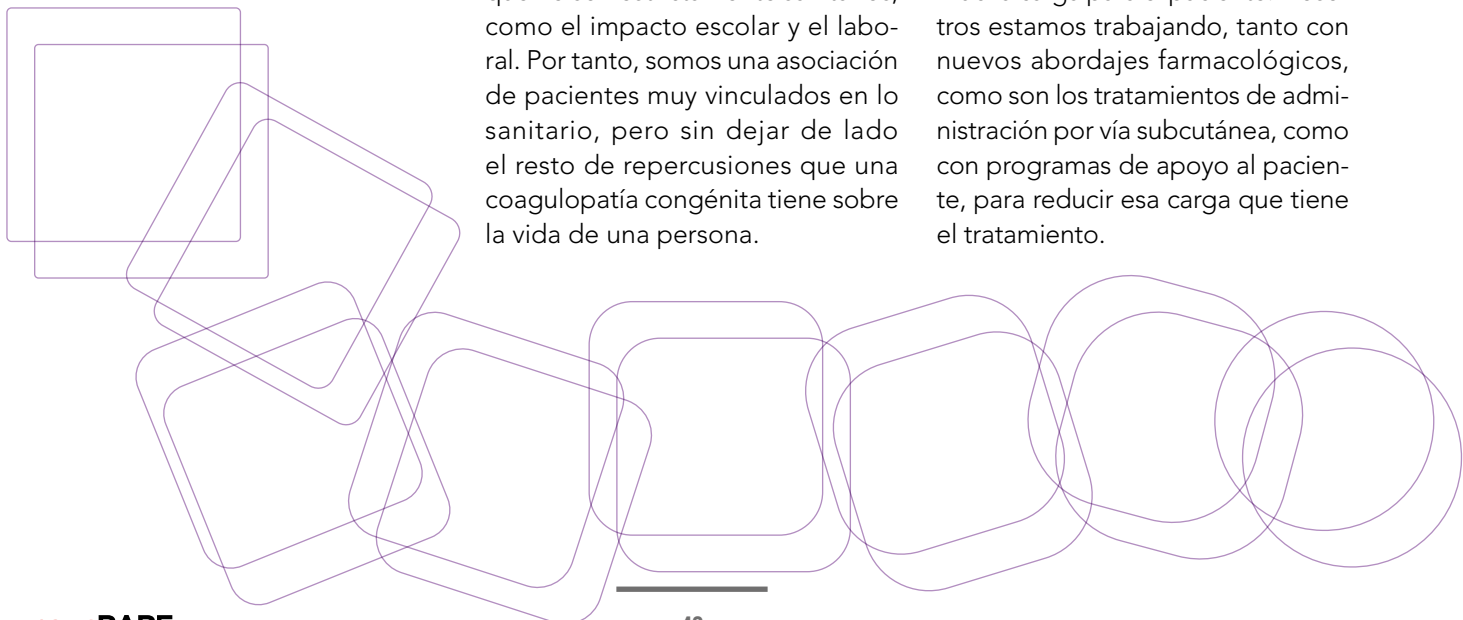 como el impacto escolar y el labo-
ral. Por tanto, somos una asociación
de pacientes muy vinculados en lo
sanitario, pero sin dejar de lado
el resto de repercusiones que una
coagulopatía congénita tiene sobre
la vida de una persona.
tros estamos trabajando, tanto con
nuevos abordajes farmacológicos,
como son los tratamientos de admi-
nistración por vía subcutánea, como
con programas de apoyo al pacien-
te, para reducir esa carga que tiene
el tratamiento.